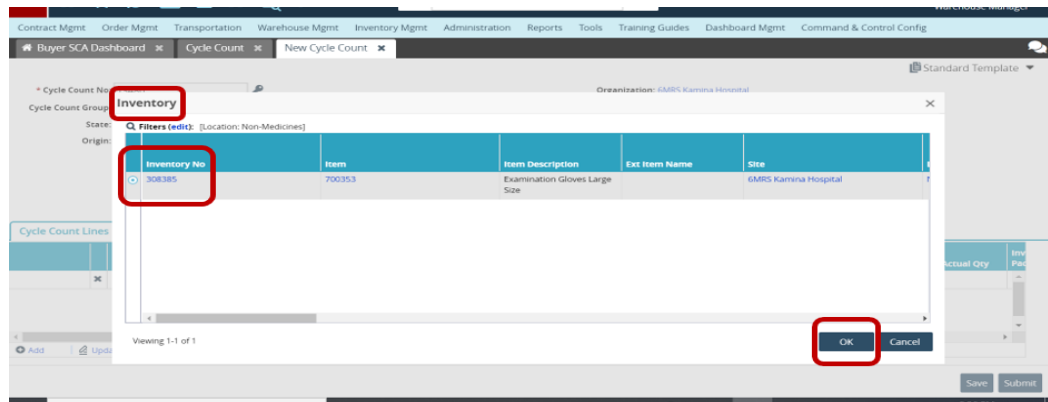 Warehouse Manager
Contract Mgmt Order Mgmt Transportation Warehouse Mgmt Inventory Mgmt Administration Reports Tools Training Guides Dashboard Mgmt Command & Control Config
Buyer SCA Dashboard Cycle Count New Cycle Count
Standard Template
* Cycle Count No Organization: 6MRS Kamina Hospital
Cycle Count Group
State:
Origin:
Inventory
Filters (edit): [Location: Non-Medicines]
Inventory No Item Item Description Ext Item Name Site
308385 700353 Examination Gloves Large Size 6MRS Kamina Hospital
Cycle Count Lines
Actual Qty
Viewing 1-1 of 1
OK Cancel
Add
Save Submit